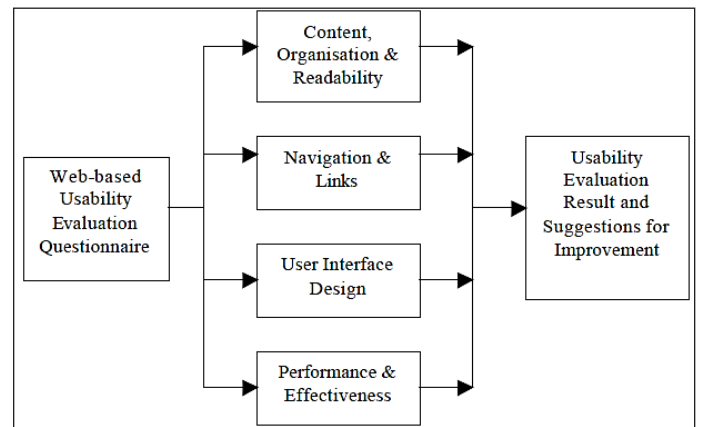 Content,
Organisation &
Readability
Web-based
Usability
Evaluation
Questionnaire
Navigation &
Links
User Interface
Design
Performance &
Effectiveness
Usability
Evaluation
Result and
Suggestions for
Improvement